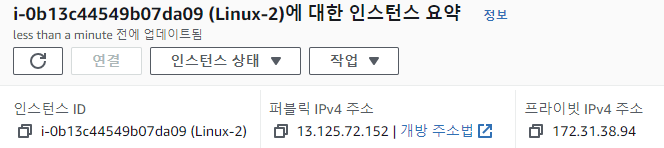 i-0b13c44549b07da09 (Linux-2)에 대한 인스턴스 요약 정보
less than a minute 전에 업데이트됨
연결 인스턴스 상태 작업
인스턴스 ID 퍼블릭 IPv4 주소 프라이빗 IPv4 주소
i-0b13c44549b07da09 (Linux-2) 13.125.72.152 | 개방 주소법 172.31.38.94